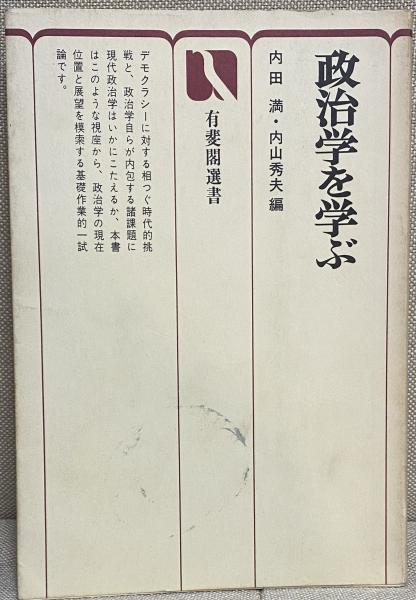 政治学を学ぶ
内田 満・内山秀夫 編
有斐閣選書
デモクラシーに対する相つぐ時代的挑
戦と、政治学自らが内包する諸課題に
現代政治学はいかにこたえるか、本書
はこのような視座から、政治学の現在
位置と展望を模索する基礎作業的一試
論です。